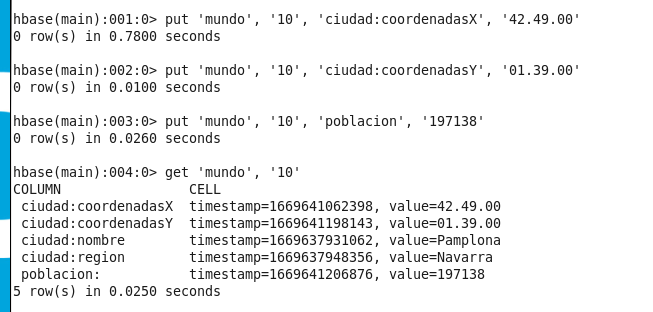 hbase(main):001:0> put 'mundo', '10', 'ciudad:coordenadasX', '42.49.00'
0 row(s) in 0.7800 seconds
hbase(main):002:0> put 'mundo', '10', 'ciudad:coordenadasY', '01.39.00'
0 row(s) in 0.0100 seconds
hbase(main):003:0> put 'mundo', '10', 'poblacion', '197138'
0 row(s) in 0.0260 seconds
hbase(main):004:0> get 'mundo', '10'
COLUMN                CELL
 ciudad:coordenadasX  timestamp=1669641062398, value=42.49.00
 ciudad:coordenadasY  timestamp=1669641198143, value=01.39.00
 ciudad:nombre        timestamp=1669637931062, value=Pamplona
 ciudad:region        timestamp=1669637948356, value=Navarra
 poblacion:           timestamp=1669641206876, value=197138
5 row(s) in 0.0250 seconds